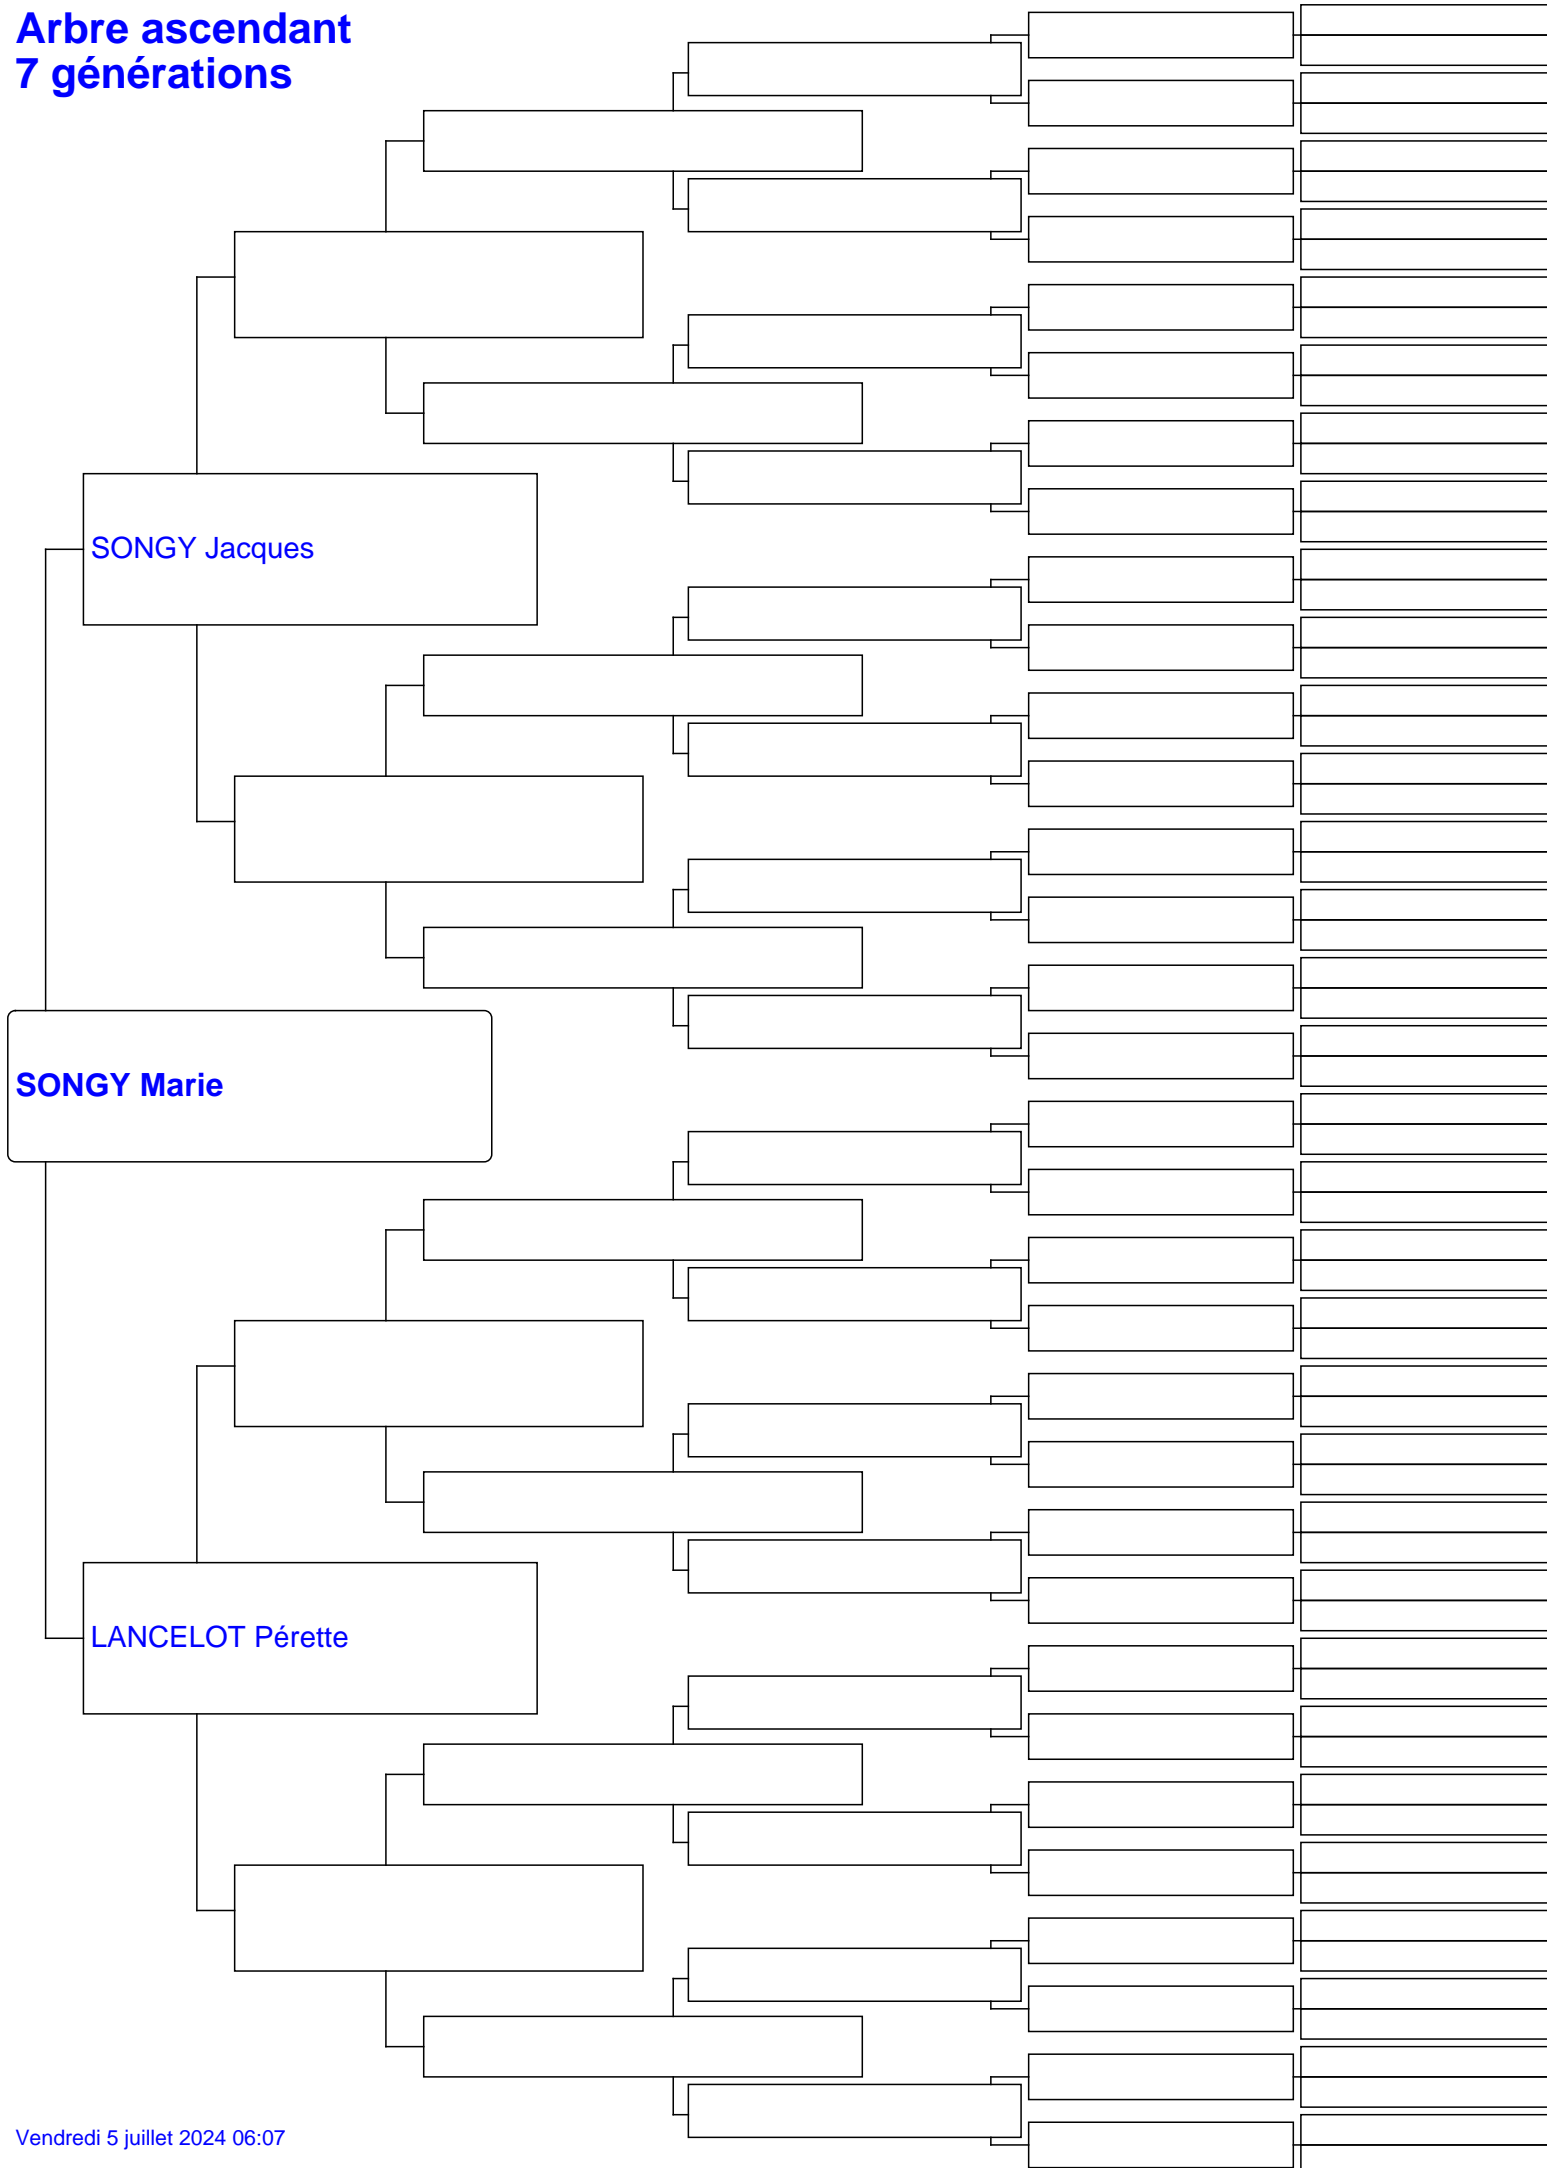 Arbre ascendant
7 générations
SONGY Jacques
SONGY Marie
LANCELOT Pérette
Vendredi 5 juillet 2024 06:07